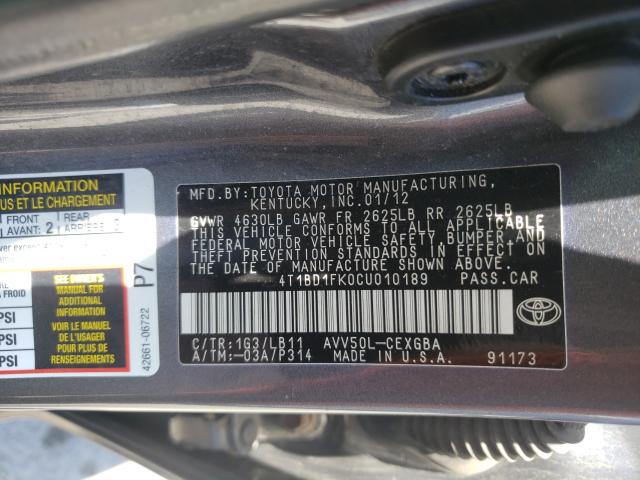 INFORMATION
US ET LE CHARGEMENT
FRONT
AVANT: 2
REAR
ARRIÈRE
SEE OWNER'S
MANUAL FOR
ADDITIONAL
INFORMATION
VOIR LE MANUEL
DE L'USAGER
POUR PLUS DE
RENSEIGNEMENTS
À FROID
PSI
PSI
PSI
P7
42661-06722
MFD.BY:TOYOTA MOTOR MANUFACTURING,
KENTUCKY, INC.01/12
GVWR 4630LB GAWR FR 2625LB RR 2625LB
THIS VEHICLE CONFORMS TO ALL APPLICABLE
FEDERAL MOTOR VEHICLE SAFETY, BUMPER AND
THEFT PREVENTION STANDARDS IN EFFECT ON
THE DATE OF MANUFACTURE SHOWN ABOVE.
4T1BD1FK0CU010189 PASS.CAR
C/TR:1G3/LB11 AVV50L-CEXGBA
A/TM:-03A/P314 MADE IN U.S.A. 91173
TOYOTA